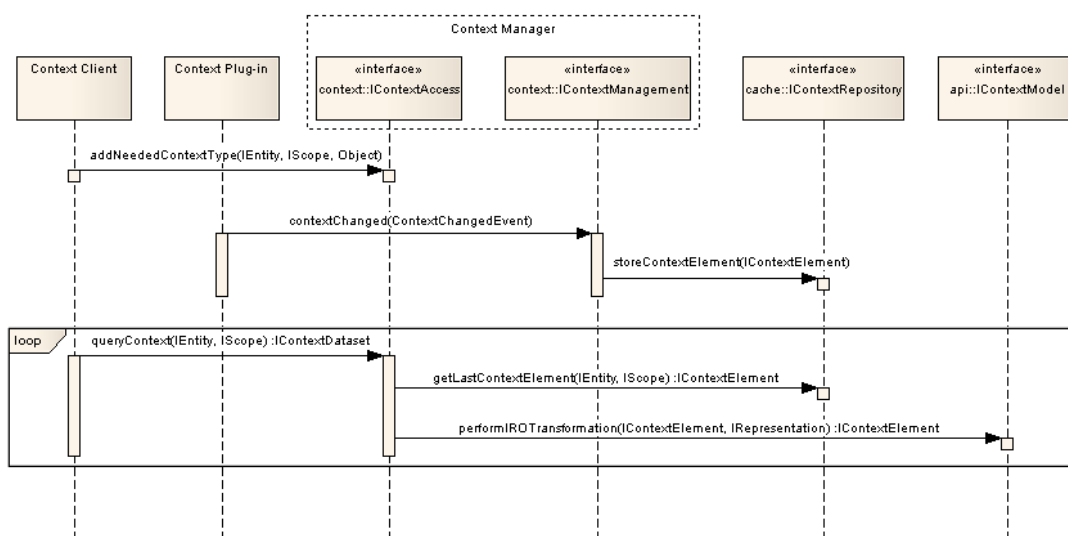 Context Manager
Context Client
Context Plug-in
«interface»
context::IContextAccess
«interface»
context::IContextManagement
«interface»
cache::IContextRepository
«interface»
api::IContextModel
addNeededContextType(IEntity, IScope, Object)
contextChanged(ContextChangedEvent)
storeContextElement(IContextElement)
loop
queryContext(IEntity, IScope) :IContextDataset
getLastContextElement(IEntity, IScope) :IContextElement
performIROTransformation(IContextElement, IRepresentation) :IContextElement